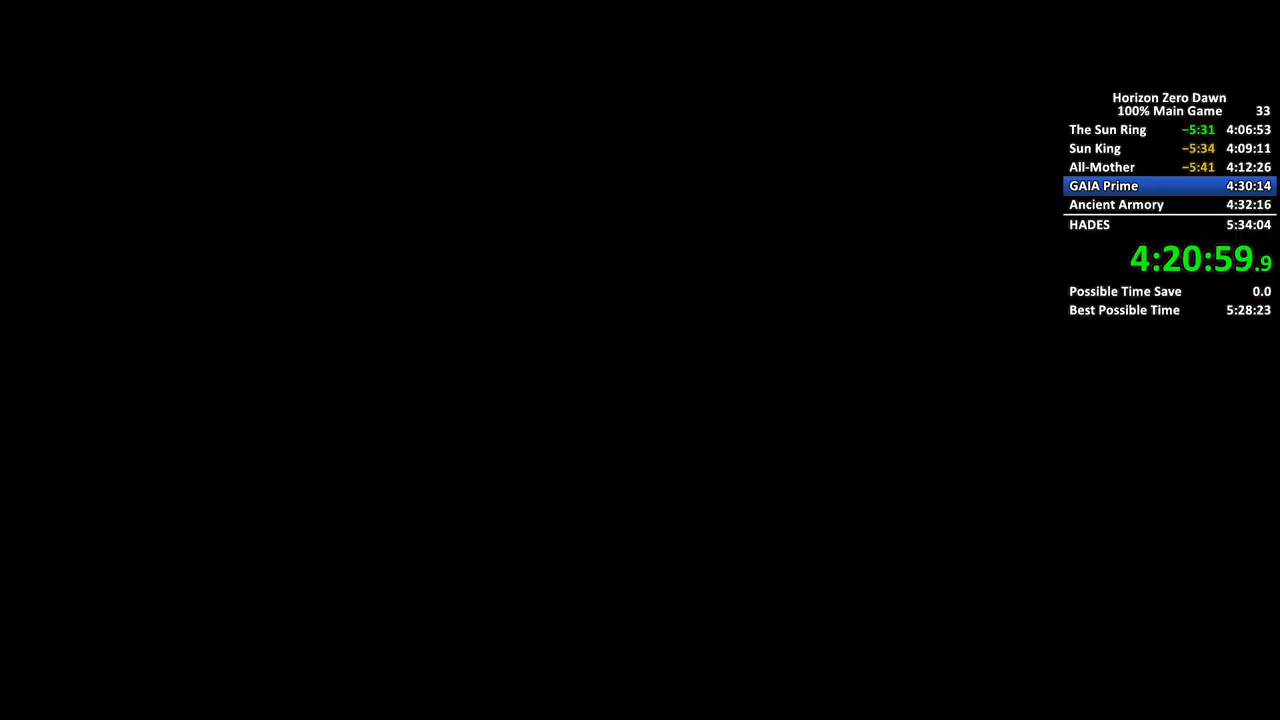 Horizon Zero Dawn
100% Main Game 33
The Sun Ring −5:31 4:06:53
Sun King −5:34 4:09:11
All-Mother −5:41 4:12:26
GAIA Prime 4:30:14
Ancient Armory 4:32:16
HADES 5:34:04
4:20:59.9
Possible Time Save 0.0
Best Possible Time 5:28:23